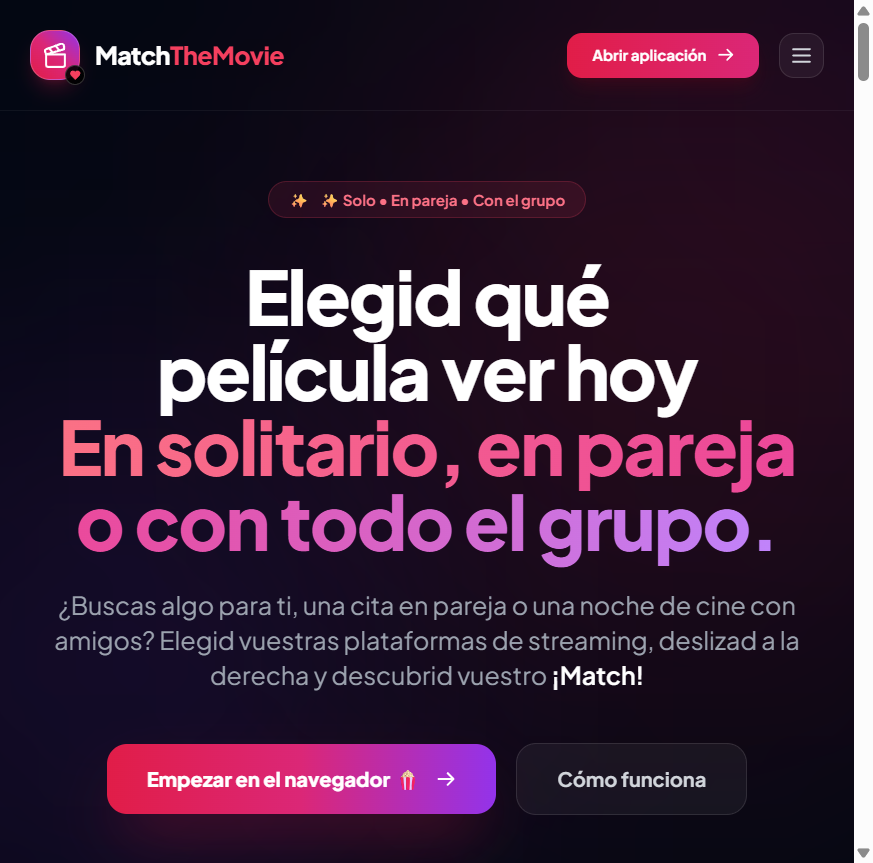 MatchTheMovie
Abrir aplicación →
✨ ✨ Solo • En pareja • Con el grupo
Elegid qué
película ver hoy
En solitario, en pareja
o con todo el grupo.
¿Buscas algo para ti, una cita en pareja o una noche de cine con
amigos? Elegid vuestras plataformas de streaming, deslizad a la
derecha y descubrid vuestro ¡Match!
Empezar en el navegador 🍿 →
Cómo funciona